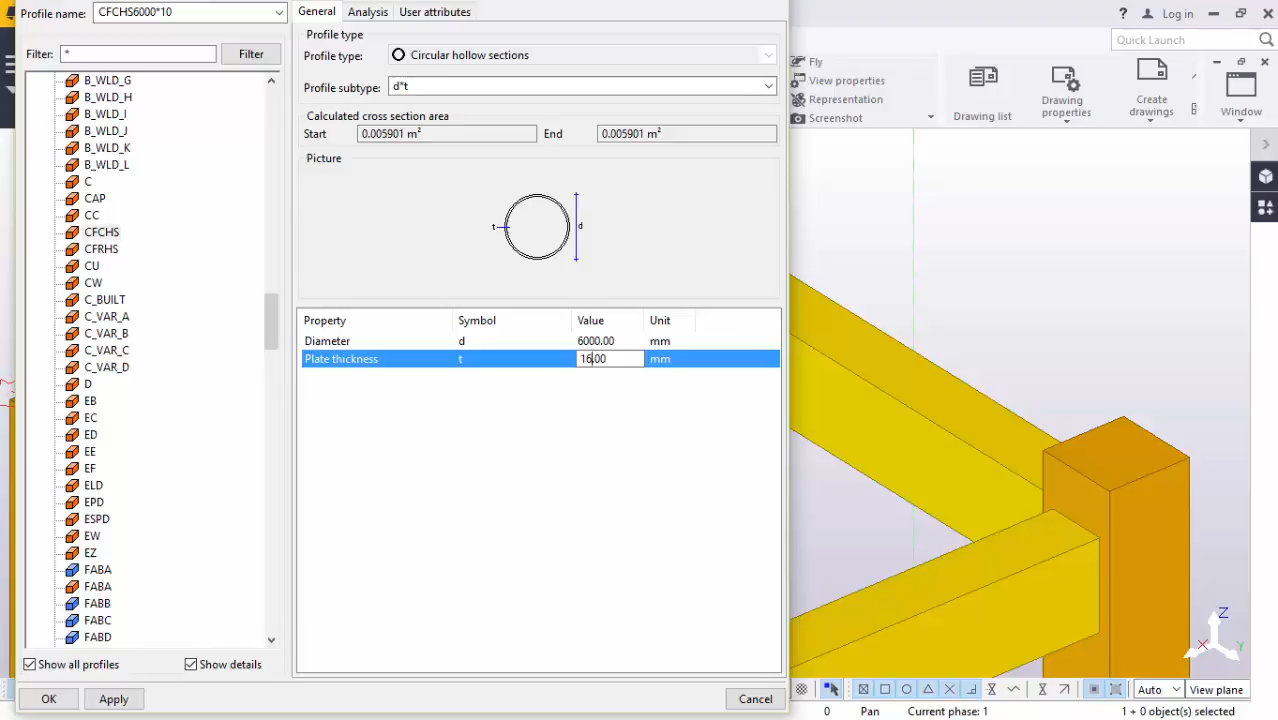 Profile name: CFCHS6000*10
Filter: * Filter
B_WLD_G
B_WLD_H
B_WLD_I
B_WLD_J
B_WLD_K
B_WLD_L
C
CAP
CC
CFCHS
CFRHS
CU
CW
C_BUILT
C_VAR_A
C_VAR_B
C_VAR_C
C_VAR_D
D
EB
EC
ED
EE
EF
ELD
EPD
ESPD
EW
EZ
FABA
FABA
FABB
FABC
FABD
Show all profiles Show details
OK Apply Cancel
General Analysis User attributes
Profile type
Profile type: Circular hollow sections
Profile subtype: d*t
Calculated cross section area
Start 0.005901 m² End 0.005901 m²
Picture
t d
Property Symbol Value Unit
Diameter d 6000.00 mm
Plate thickness t 16.00 mm
? Log in
Quick Launch
Fly
View properties
Representation
Screenshot
Drawing list
Drawing properties
Create drawings
Window
Z
X
Y
Auto View plane
0 Pan Current phase: 1 1 + 0 object(s) selected